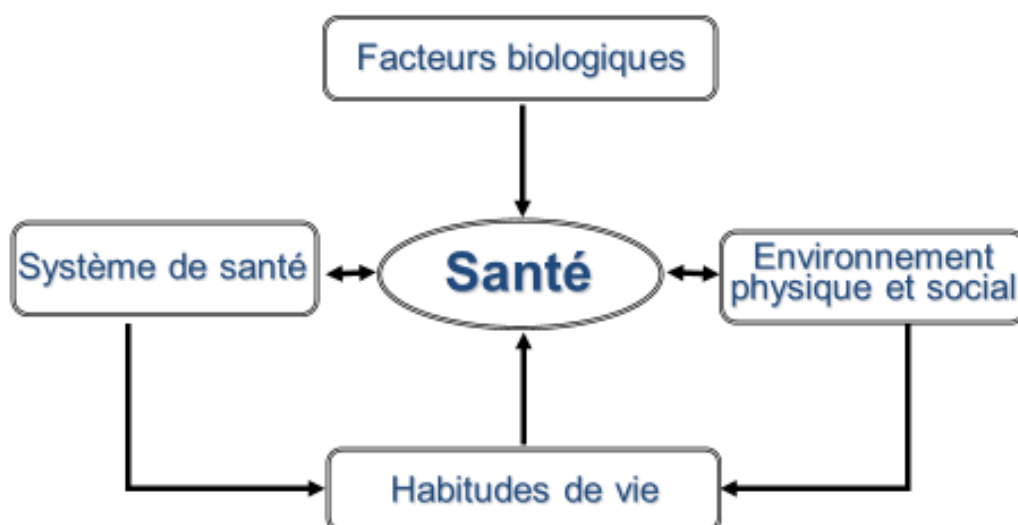 Facteurs biologiques
Système de santé
Santé
Environnement
physique et social
Habitudes de vie